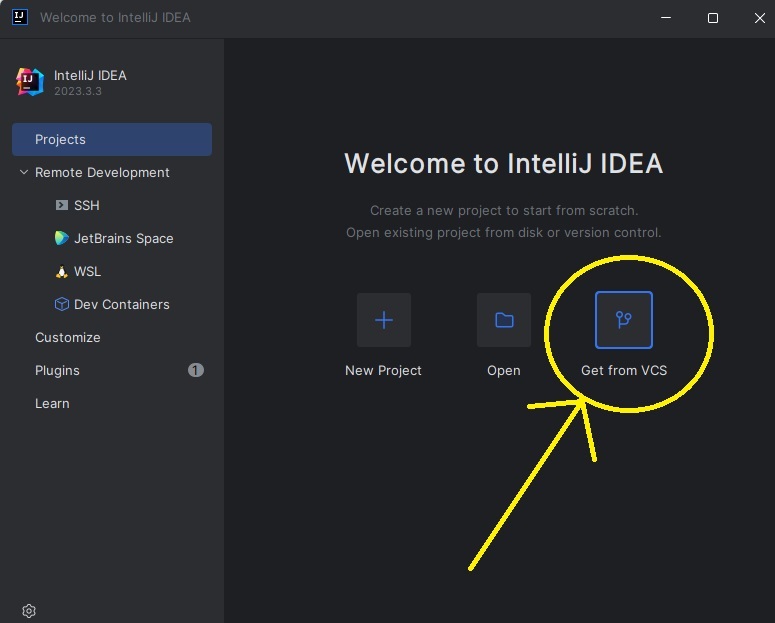 Welcome to IntelliJ IDEA
IJ
IntelliJ IDEA
2023.3.3
Projects
Remote Development
SSH
JetBrains Space
WSL
Dev Containers
Customize
Plugins 1
Learn
Welcome to IntelliJ IDEA
Create a new project to start from scratch.
Open existing project from disk or version control.
New Project
Open
Get from VCS